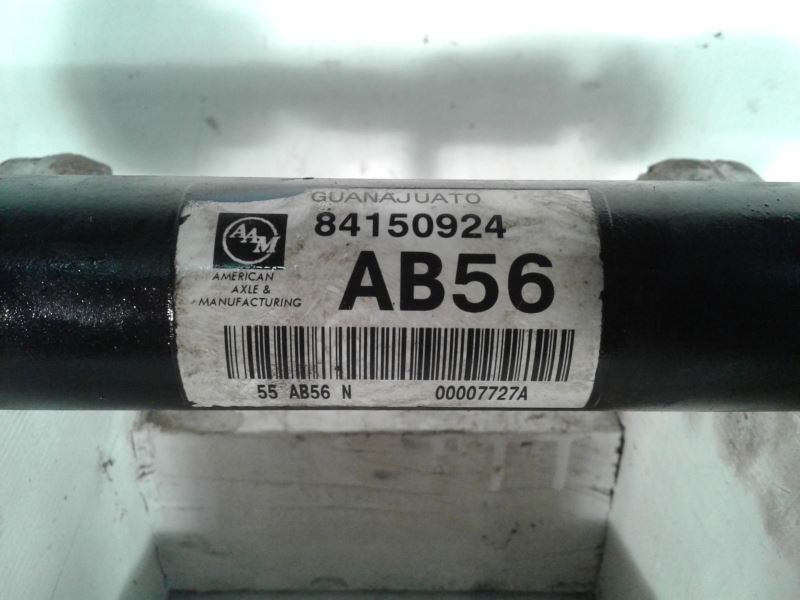 GUANAJUATO
84150924
AAM
AMERICAN
AXLE &
MANUFACTURING
AB56
55 AB56 N
00007727A